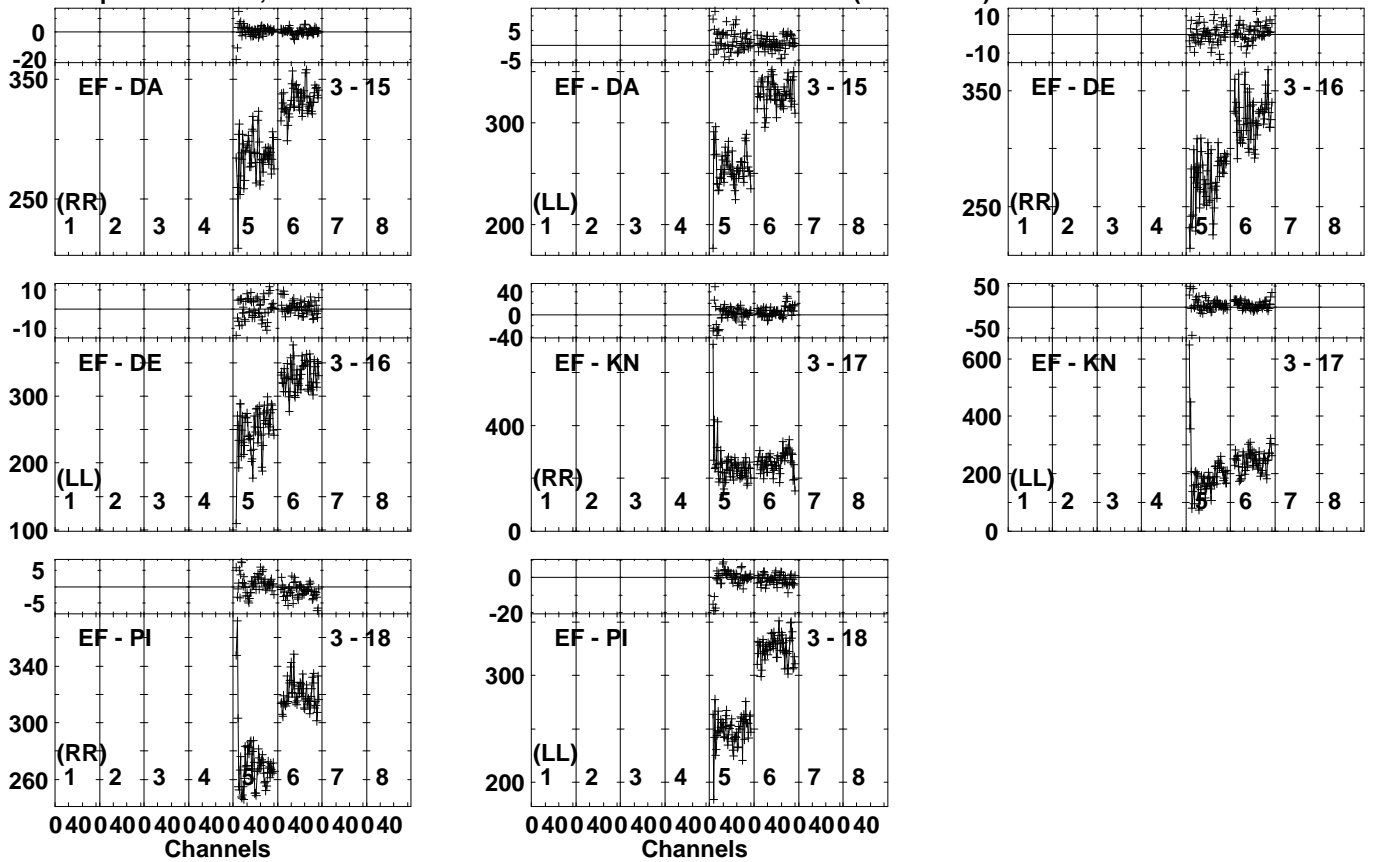 0
-20
350
250
EF - DA
3 - 15
(RR)
1 2 3 4 5 6 7 8
5
-5
300
200
EF - DA
3 - 15
(LL)
1 2 3 4 5 6 7 8
10
-10
350
250
EF - DE
3 - 16
(RR)
1 2 3 4 5 6 7 8
10
-10
300
200
100
EF - DE
3 - 16
(LL)
1 2 3 4 5 6 7 8
40
0
-40
400
0
EF - KN
3 - 17
(RR)
1 2 3 4 5 6 7 8
50
-50
600
400
200
0
EF - KN
3 - 17
(LL)
1 2 3 4 5 6 7 8
5
-5
340
300
260
EF - PI
3 - 18
(RR)
1 2 3 4 5 6 7 8
0 40 0 40 0 40 0 40 0 40 0 40 0 40 0 40
Channels
0
-20
300
200
EF - PI
3 - 18
(LL)
1 2 3 4 5 6 7 8
0 40 0 40 0 40 0 40 0 40 0 40 0 40 0 40
Channels